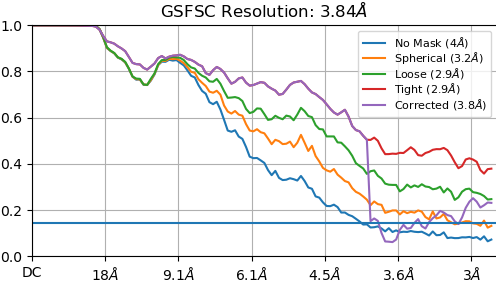 GSFSC Resolution: 3.84Å
1.0
0.8
0.6
0.4
0.2
0.0
No Mask (4Å)
Spherical (3.2Å)
Loose (2.9Å)
Tight (2.9Å)
Corrected (3.8Å)
DC 18Å 9.1Å 6.1Å 4.5Å 3.6Å 3Å